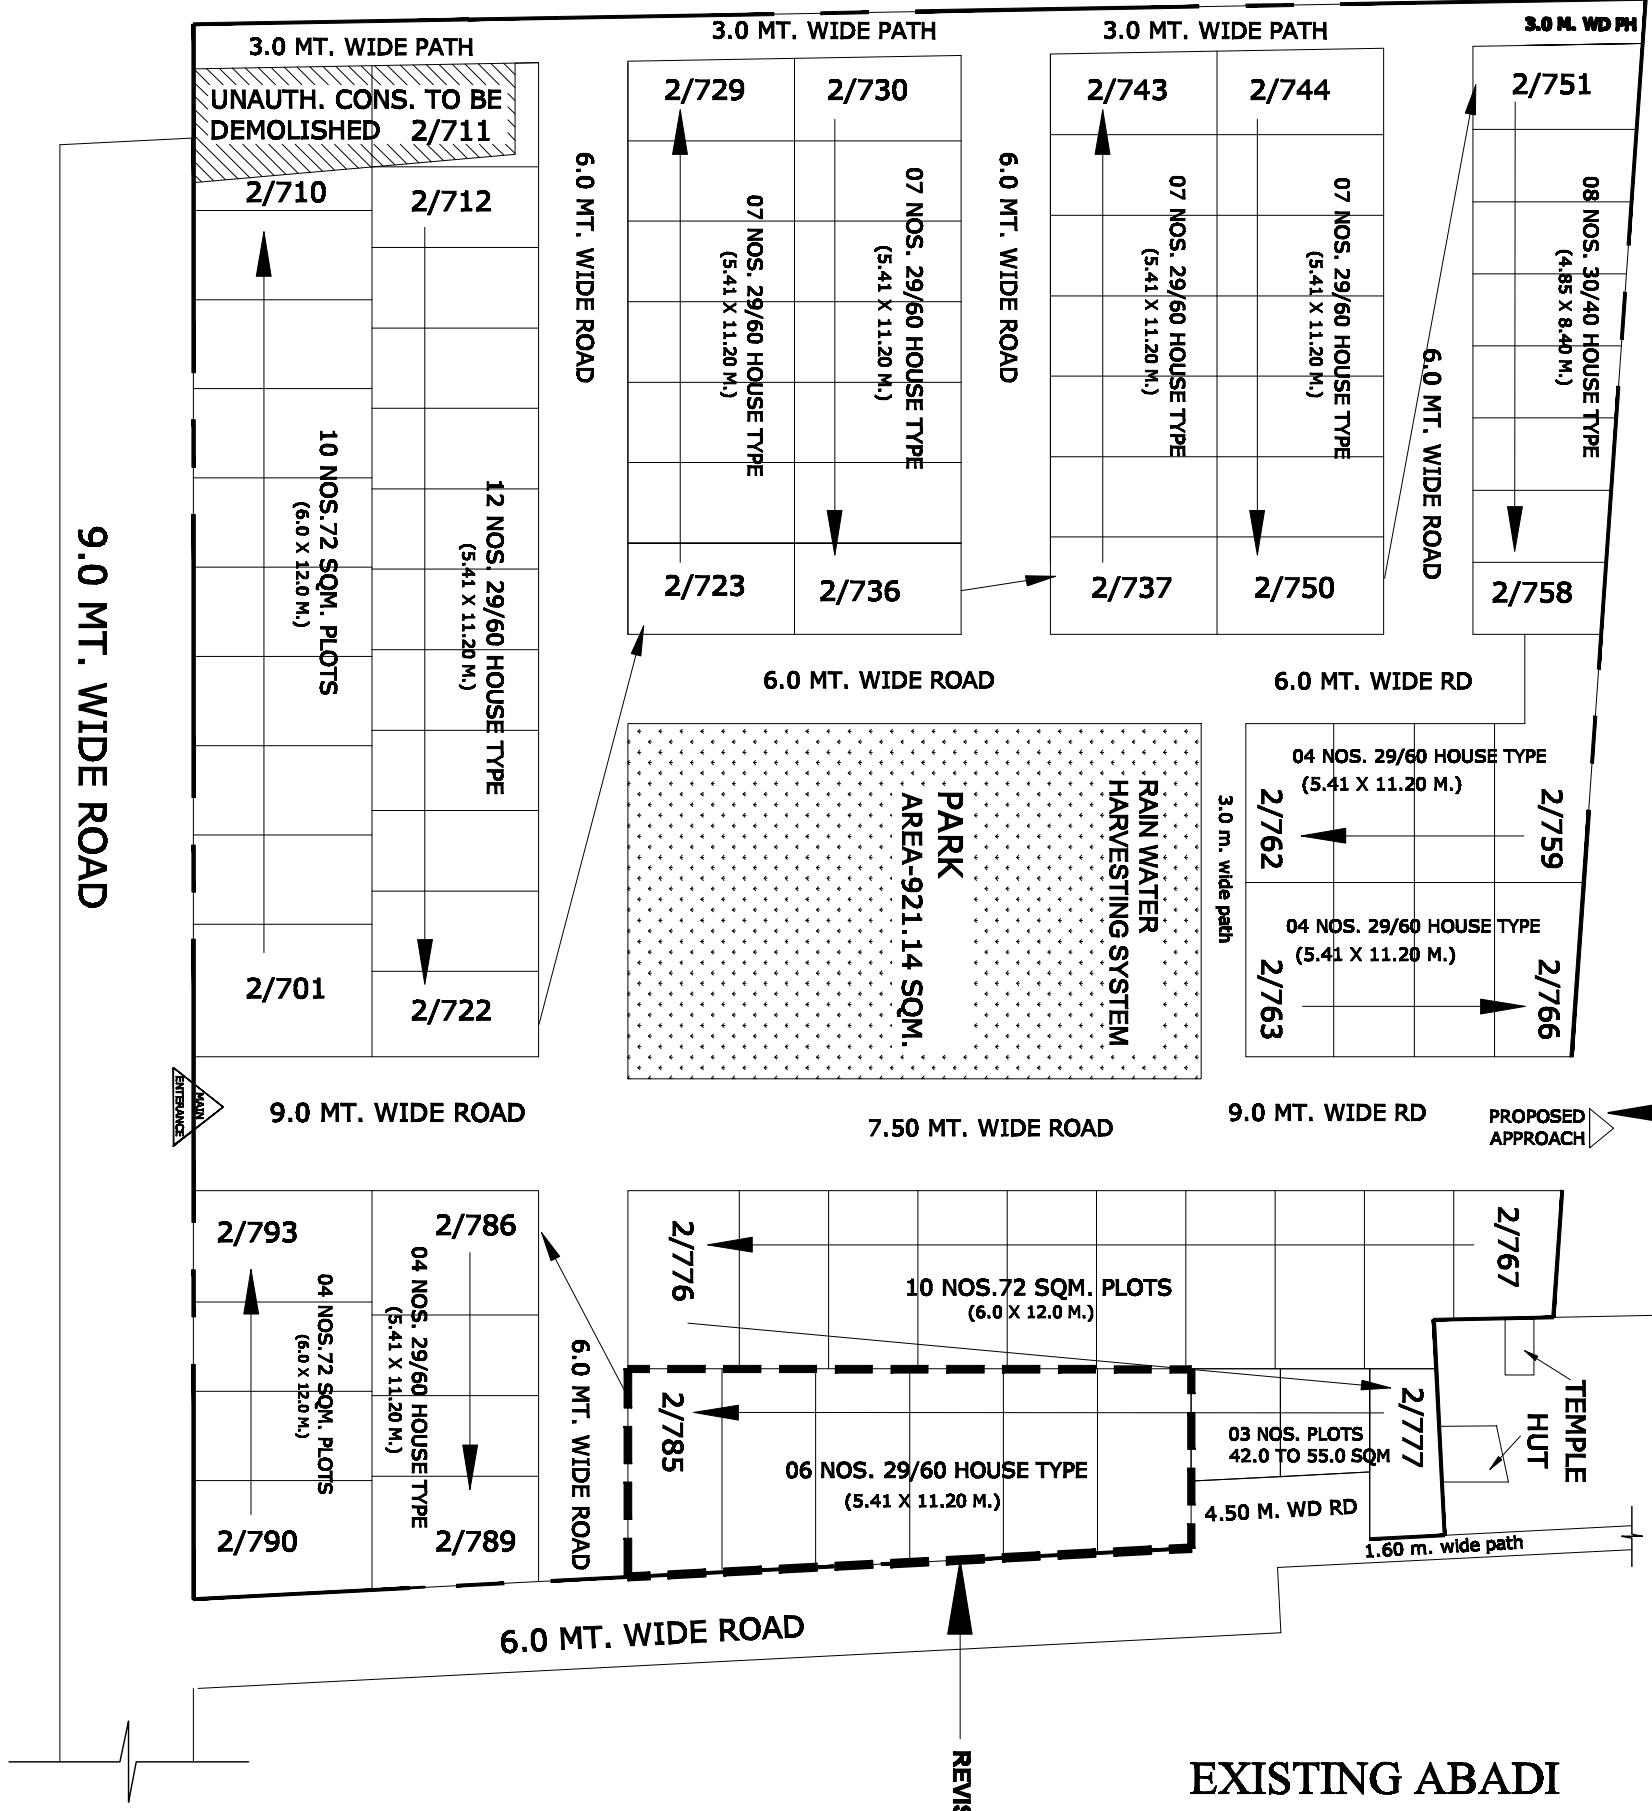 3.0 MT. WIDE PATH
3.0 MT. WIDE PATH
3.0 MT. WIDE PATH
3.0 M. WD PH
UNAUTH. CONS. TO BE
DEMOLISHED
2/711
2/710
2/712
10 NOS.72 SQM. PLOTS
(6.0 X 12.0 M.)
12 NOS. 29/60 HOUSE TYPE
(5.41 X 11.20 M.)
2/701
2/722
9.0 MT. WIDE ROAD
6.0 MT. WIDE ROAD
2/729
2/730
07 NOS. 29/60 HOUSE TYPE
(5.41 X 11.20 M.)
07 NOS. 29/60 HOUSE TYPE
(5.41 X 11.20 M.)
2/723
2/736
6.0 MT. WIDE ROAD
2/743
2/744
07 NOS. 29/60 HOUSE TYPE
(5.41 X 11.20 M.)
07 NOS. 29/60 HOUSE TYPE
(5.41 X 11.20 M.)
2/737
2/750
6.0 MT. WIDE ROAD
2/751
08 NOS. 30/40 HOUSE TYPE
(4.85 X 8.40 M.)
2/758
6.0 MT. WIDE ROAD
6.0 MT. WIDE RD
PARK
AREA-921.14 SQM.
RAIN WATER
HARVESTING SYSTEM
3.0 m. wide path
04 NOS. 29/60 HOUSE TYPE
(5.41 X 11.20 M.)
2/762
2/759
04 NOS. 29/60 HOUSE TYPE
(5.41 X 11.20 M.)
2/763
2/766
MAIN
ENTERANCE
9.0 MT. WIDE ROAD
7.50 MT. WIDE ROAD
9.0 MT. WIDE RD
PROPOSED
APPROACH
2/793
2/786
04 NOS.72 SQM. PLOTS
(6.0 X 12.0 M.)
04 NOS. 29/60 HOUSE TYPE
(5.41 X 11.20 M.)
2/790
2/789
6.0 MT. WIDE ROAD
2/776
2/767
10 NOS.72 SQM. PLOTS
(6.0 X 12.0 M.)
2/785
2/777
06 NOS. 29/60 HOUSE TYPE
(5.41 X 11.20 M.)
03 NOS. PLOTS
42.0 TO 55.0 SQM
4.50 M. WD RD
TEMPLE
HUT
1.60 m. wide path
6.0 MT. WIDE ROAD
EXISTING ABADI